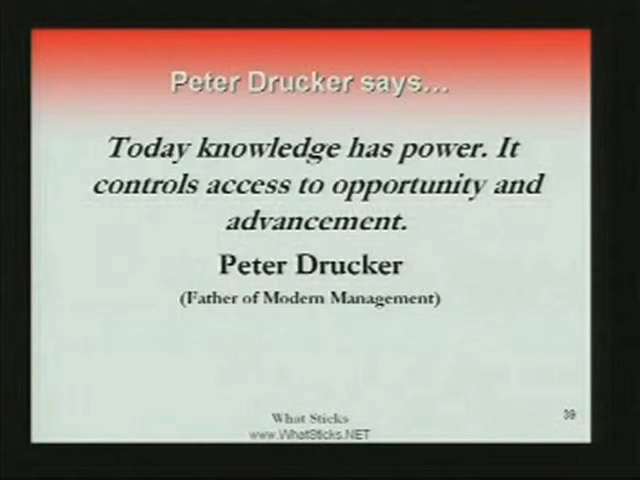 Peter Drucker says...
Today knowledge has power. It
controls access to opportunity and
advancement.
Peter Drucker
(Father of Modern Management)
What Sticks
www.WhatSticks.NET
39